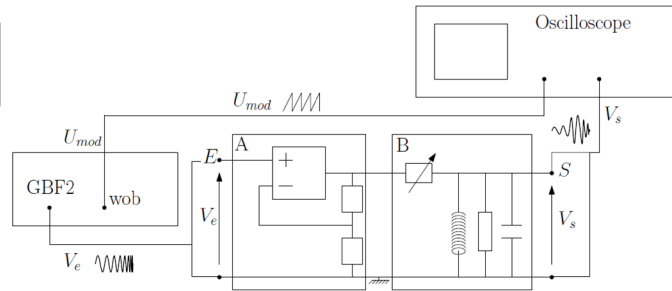 Oscilloscope
U_mod
U_mod
V_s
E
A
B
+
−
S
GBF2
wob
V_e
V_s
V_e